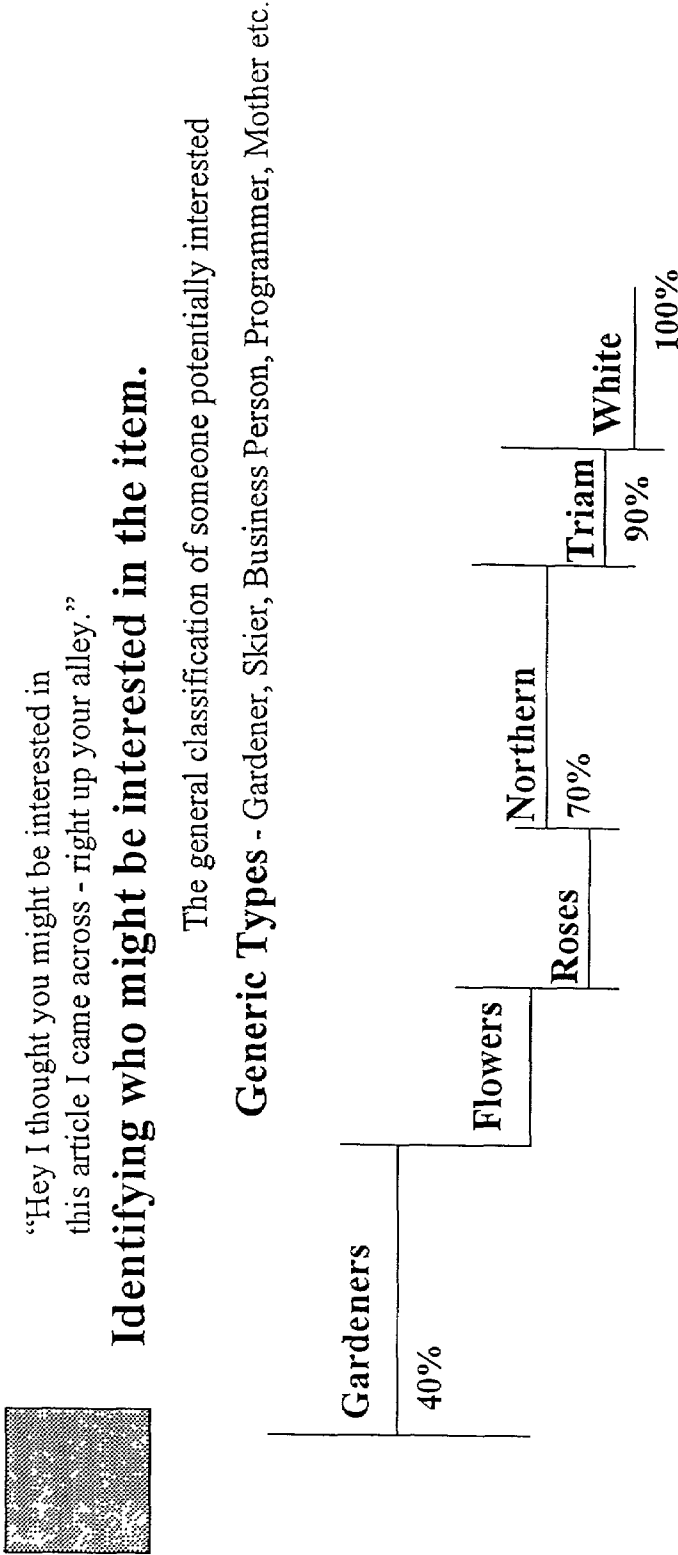 “Hey I thought you might be interested in
this article I came across - right up your alley.”
Identifying who might be interested in the item.
The general classification of someone potentially interested
Generic Types - Gardener, Skier, Business Person, Programmer, Mother etc.
Gardeners
40%
Flowers
Roses
Northern
70%
Triam
90%
White
100%